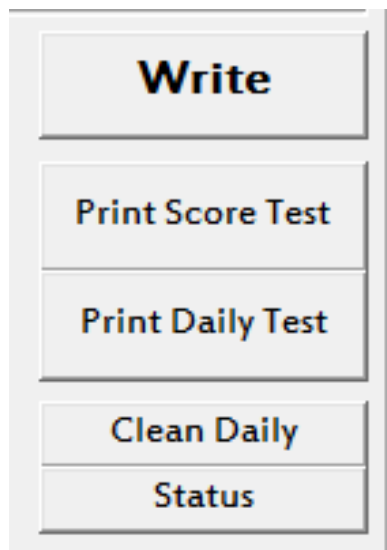 Write
Print Score Test
Print Daily Test
Clean Daily
Status